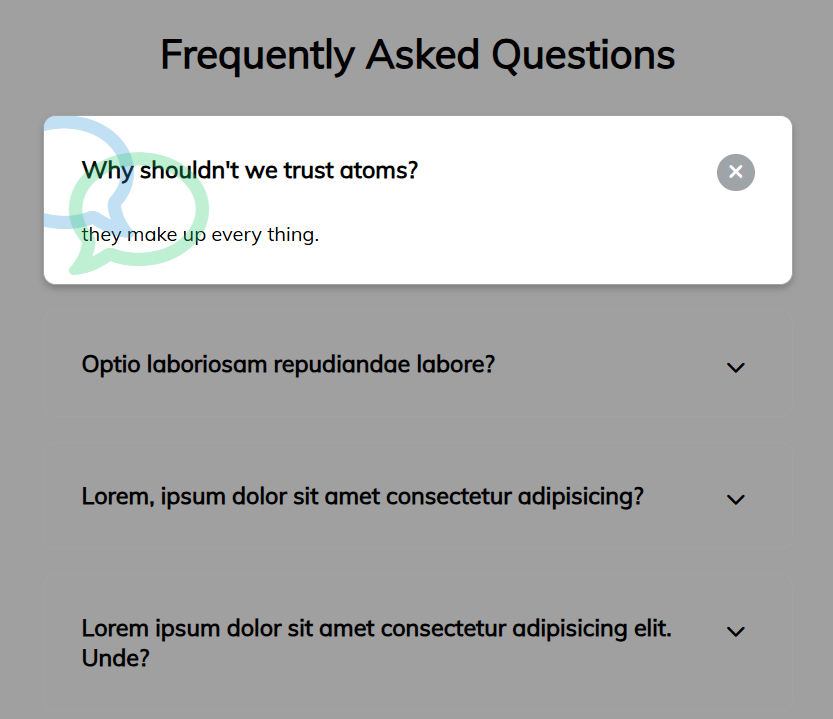 Frequently Asked Questions
Why shouldn't we trust atoms?
they make up every thing.
Optio laboriosam repudiandae labore?
Lorem, ipsum dolor sit amet consectetur adipisicing?
Lorem ipsum dolor sit amet consectetur adipisicing elit.
Unde?